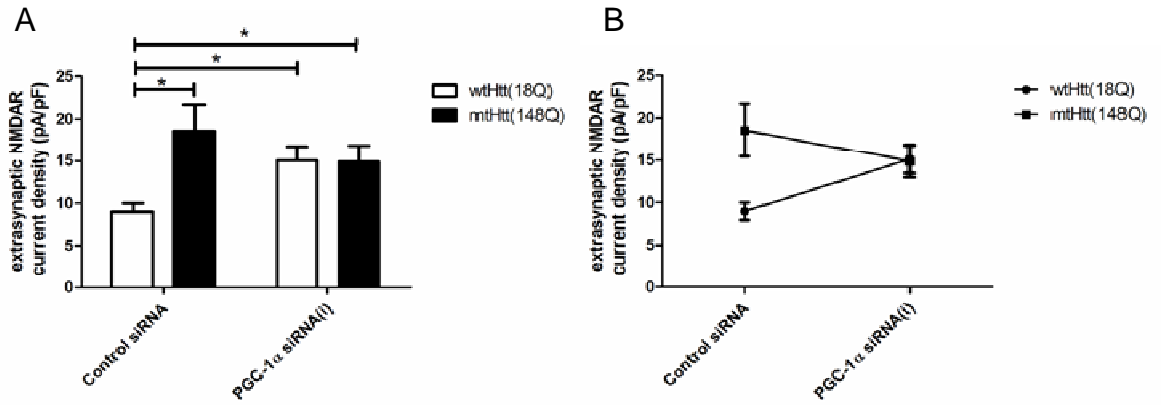 A
B
*
*
*
25
20
15
10
5
0
extrasynaptic NMDAR
current density (pA/pF)
Control siRNA
PGC-1α siRNA(i)
wtHtt(18Q)
mtHtt(148Q)
25
20
15
10
5
0
extrasynaptic NMDAR
current density (pA/pF)
Control siRNA
PGC-1α siRNA(i)
wtHtt(18Q)
mtHtt(148Q)